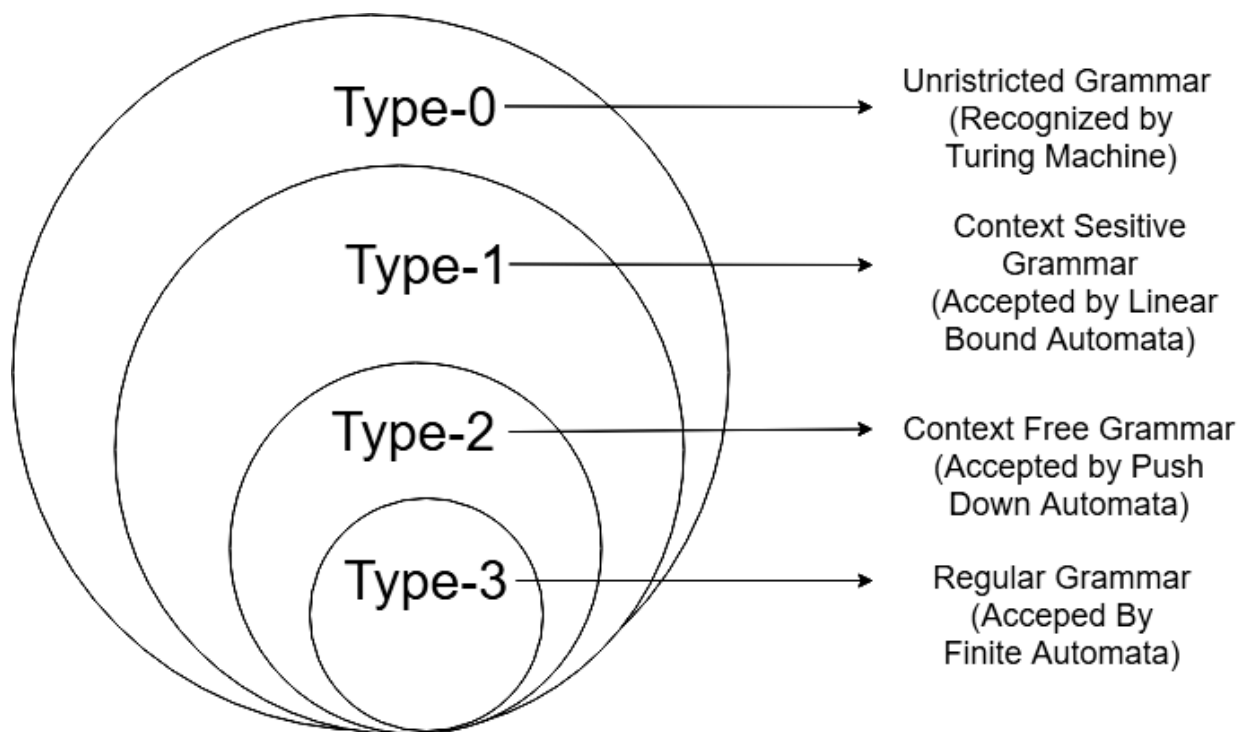 Type-0
Unristricted Grammar
(Recognized by
Turing Machine)
Type-1
Context Sesitive
Grammar
(Accepted by Linear
Bound Automata)
Type-2
Context Free Grammar
(Accepted by Push
Down Automata)
Type-3
Regular Grammar
(Acceped By
Finite Automata)